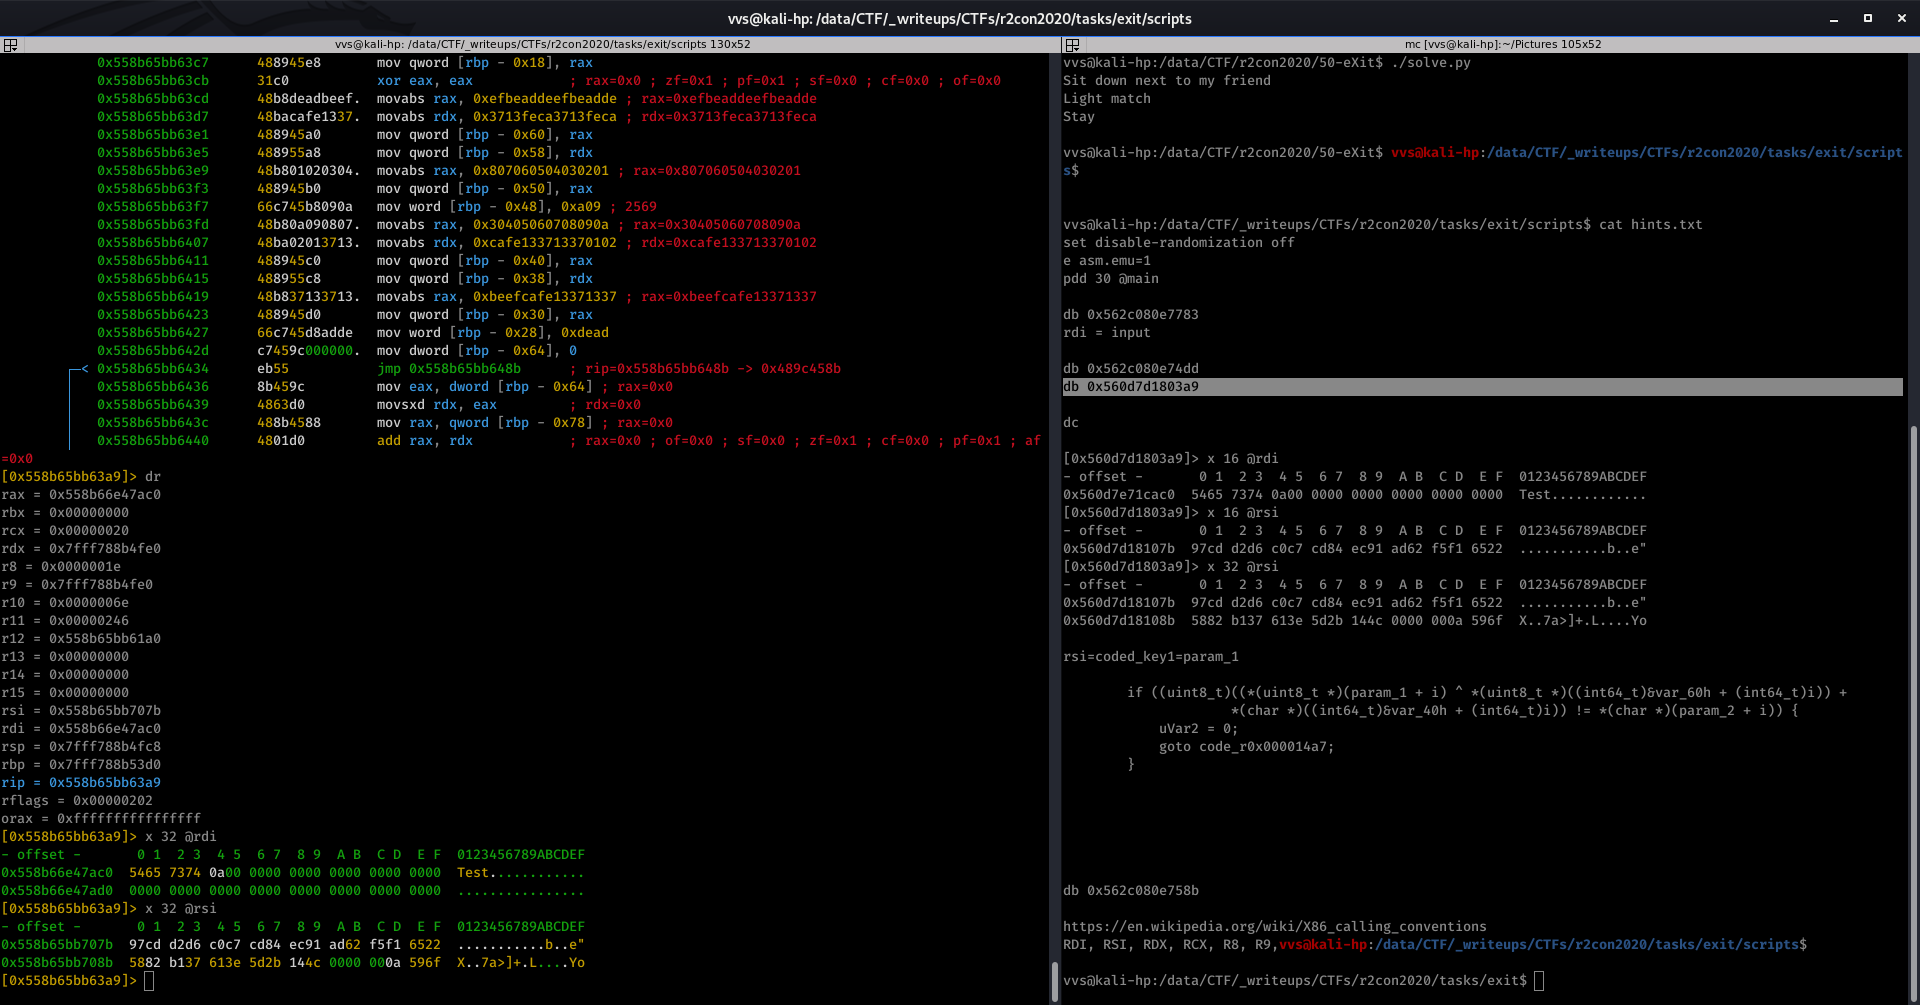 vvs@kali-hp: /data/CTF/_writeups/CTFs/r2con2020/tasks/exit/scripts
vvs@kali-hp: /data/CTF/_writeups/CTFs/r2con2020/tasks/exit/scripts 130x52
0x558b65bb63c7      488945e8       mov qword [rbp - 0x18], rax
0x558b65bb63cb      31c0           xor eax, eax            ; rax=0x0 ; zf=0x1 ; pf=0x1 ; sf=0x0 ; cf=0x0 ; of=0x0
0x558b65bb63cd      48b8deadbeef.  movabs rax, 0xefbeaddeefbeadde ; rax=0xefbeaddeefbeadde
0x558b65bb63d7      48bacafe1337.  movabs rdx, 0x3713feca3713feca ; rdx=0x3713feca3713feca
0x558b65bb63e1      488945a0       mov qword [rbp - 0x60], rax
0x558b65bb63e5      488955a8       mov qword [rbp - 0x58], rdx
0x558b65bb63e9      48b801020304.  movabs rax, 0x807060504030201 ; rax=0x807060504030201
0x558b65bb63f3      488945b0       mov qword [rbp - 0x50], rax
0x558b65bb63f7      66c745b8090a   mov word [rbp - 0x48], 0xa09 ; 2569
0x558b65bb63fd      48b80a090807.  movabs rax, 0x30405060708090a ; rax=0x30405060708090a
0x558b65bb6407      48ba02013713.  movabs rdx, 0xcafe133713370102 ; rdx=0xcafe133713370102
0x558b65bb6411      488945c0       mov qword [rbp - 0x40], rax
0x558b65bb6415      488955c8       mov qword [rbp - 0x38], rdx
0x558b65bb6419      48b837133713.  movabs rax, 0xbeefcafe13371337 ; rax=0xbeefcafe13371337
0x558b65bb6423      488945d0       mov qword [rbp - 0x30], rax
0x558b65bb6427      66c745d8adde   mov word [rbp - 0x28], 0xdead
0x558b65bb642d      c7459c000000.  mov dword [rbp - 0x64], 0
< 0x558b65bb6434      eb55           jmp 0x558b65bb648b      ; rip=0x558b65bb648b -> 0x489c458b
0x558b65bb6436      8b459c         mov eax, dword [rbp - 0x64] ; rax=0x0
0x558b65bb6439      4863d0         movsxd rdx, eax         ; rdx=0x0
0x558b65bb643c      488b4588       mov rax, qword [rbp - 0x78] ; rax=0x0
0x558b65bb6440      4801d0         add rax, rdx            ; rax=0x0 ; of=0x0 ; sf=0x0 ; zf=0x1 ; cf=0x0 ; pf=0x1 ; af
=0x0
[0x558b65bb63a9]> dr
rax = 0x558b66e47ac0
rbx = 0x00000000
rcx = 0x00000020
rdx = 0x7fff788b4fe0
r8 = 0x0000001e
r9 = 0x7fff788b4fe0
r10 = 0x0000006e
r11 = 0x00000246
r12 = 0x558b65bb61a0
r13 = 0x00000000
r14 = 0x00000000
r15 = 0x00000000
rsi = 0x558b65bb707b
rdi = 0x558b66e47ac0
rsp = 0x7fff788b4fc8
rbp = 0x7fff788b53d0
rip = 0x558b65bb63a9
rflags = 0x00000202
orax = 0xffffffffffffffff
[0x558b65bb63a9]> x 32 @rdi
- offset -       0 1  2 3  4 5  6 7  8 9  A B  C D  E F  0123456789ABCDEF
0x558b66e47ac0  5465 7374 0a00 0000 0000 0000 0000 0000  Test............
0x558b66e47ad0  0000 0000 0000 0000 0000 0000 0000 0000  ................
[0x558b65bb63a9]> x 32 @rsi
- offset -       0 1  2 3  4 5  6 7  8 9  A B  C D  E F  0123456789ABCDEF
0x558b65bb707b  97cd d2d6 c0c7 cd84 ec91 ad62 f5f1 6522  ...........b..e"
0x558b65bb708b  5882 b137 613e 5d2b 144c 0000 000a 596f  X..7a>]+.L....Yo
[0x558b65bb63a9]>
mc [vvs@kali-hp]:~/Pictures 105x52
vvs@kali-hp:/data/CTF/r2con2020/50-eXit$ ./solve.py
Sit down next to my friend
Light match
Stay
vvs@kali-hp:/data/CTF/r2con2020/50-eXit$ vvs@kali-hp:/data/CTF/_writeups/CTFs/r2con2020/tasks/exit/script
s$
vvs@kali-hp:/data/CTF/_writeups/CTFs/r2con2020/tasks/exit/scripts$ cat hints.txt
set disable-randomization off
e asm.emu=1
pdd 30 @main
db 0x562c080e7783
rdi = input
db 0x562c080e74dd
db 0x560d7d1803a9
dc
[0x560d7d1803a9]> x 16 @rdi
- offset -       0 1  2 3  4 5  6 7  8 9  A B  C D  E F  0123456789ABCDEF
0x560d7e71cac0  5465 7374 0a00 0000 0000 0000 0000 0000  Test............
[0x560d7d1803a9]> x 16 @rsi
- offset -       0 1  2 3  4 5  6 7  8 9  A B  C D  E F  0123456789ABCDEF
0x560d7d18107b  97cd d2d6 c0c7 cd84 ec91 ad62 f5f1 6522  ...........b..e"
[0x560d7d1803a9]> x 32 @rsi
- offset -       0 1  2 3  4 5  6 7  8 9  A B  C D  E F  0123456789ABCDEF
0x560d7d18107b  97cd d2d6 c0c7 cd84 ec91 ad62 f5f1 6522  ...........b..e"
0x560d7d18108b  5882 b137 613e 5d2b 144c 0000 000a 596f  X..7a>]+.L....Yo
rsi=coded_key1=param_1
if ((uint8_t)((*(uint8_t *)(param_1 + i) ^ *(uint8_t *)((int64_t)&var_60h + (int64_t)i)) +
*(char *)((int64_t)&var_40h + (int64_t)i)) != *(char *)(param_2 + i)) {
uVar2 = 0;
goto code_r0x000014a7;
}
db 0x562c080e758b
https://en.wikipedia.org/wiki/X86_calling_conventions
RDI, RSI, RDX, RCX, R8, R9,vvs@kali-hp:/data/CTF/_writeups/CTFs/r2con2020/tasks/exit/scripts$
vvs@kali-hp:/data/CTF/_writeups/CTFs/r2con2020/tasks/exit$